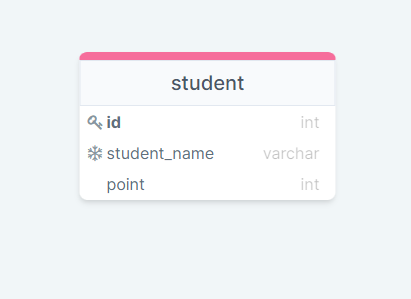 student
id int
student_name varchar
point int